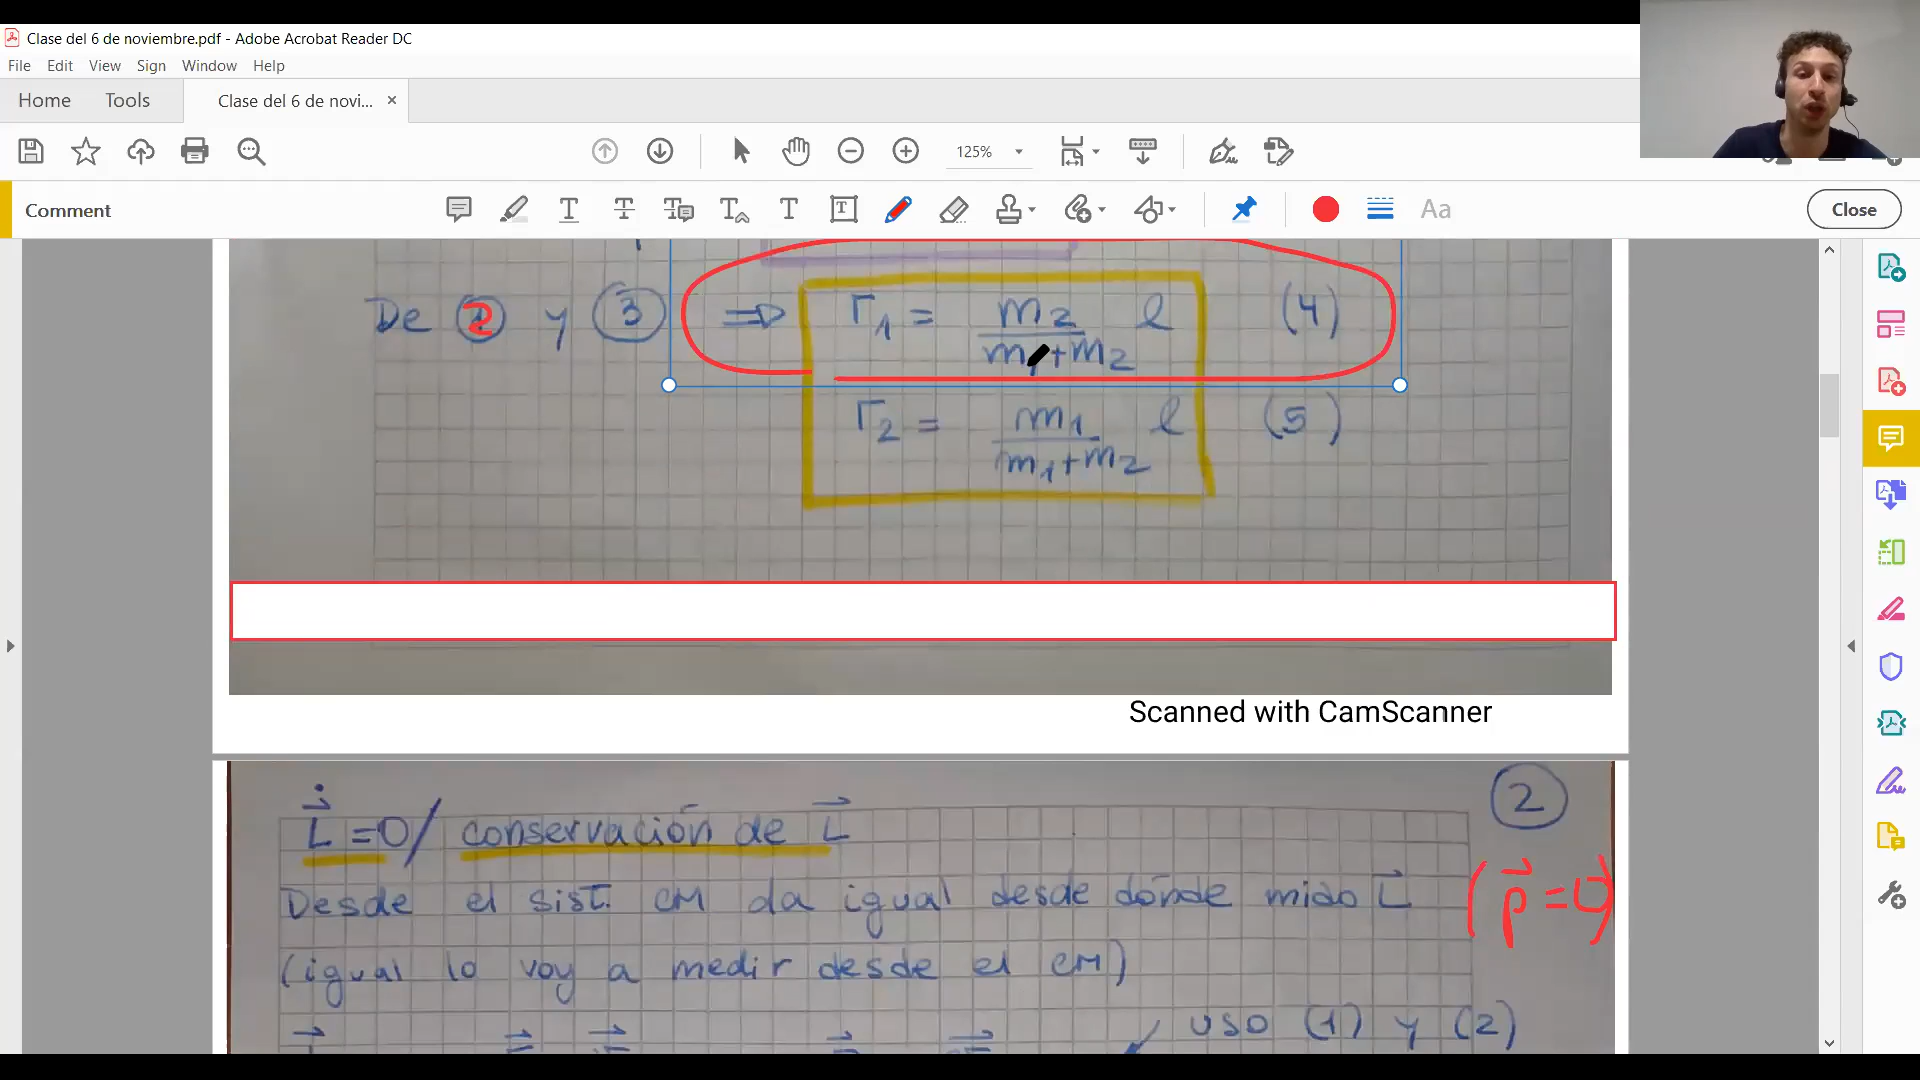 Clase del 6 de noviembre.pdf - Adobe Acrobat Reader DC
File Edit View Sign Window Help
Home Tools Clase del 6 de novi... ×
125%
Comment
Aa
Close
De ② y ③ ⇒ r₁ = m₂ / (m₁+m₂) l (4)
r₂ = m₁ / (m₁+m₂) l (5)
Scanned with CamScanner
②
L̇ = 0 / conservación de L
Desde el sist. CM da igual desde dónde mido L (p = 0)
(igual lo voy a medir desde el CM)
uso (1) y (2)